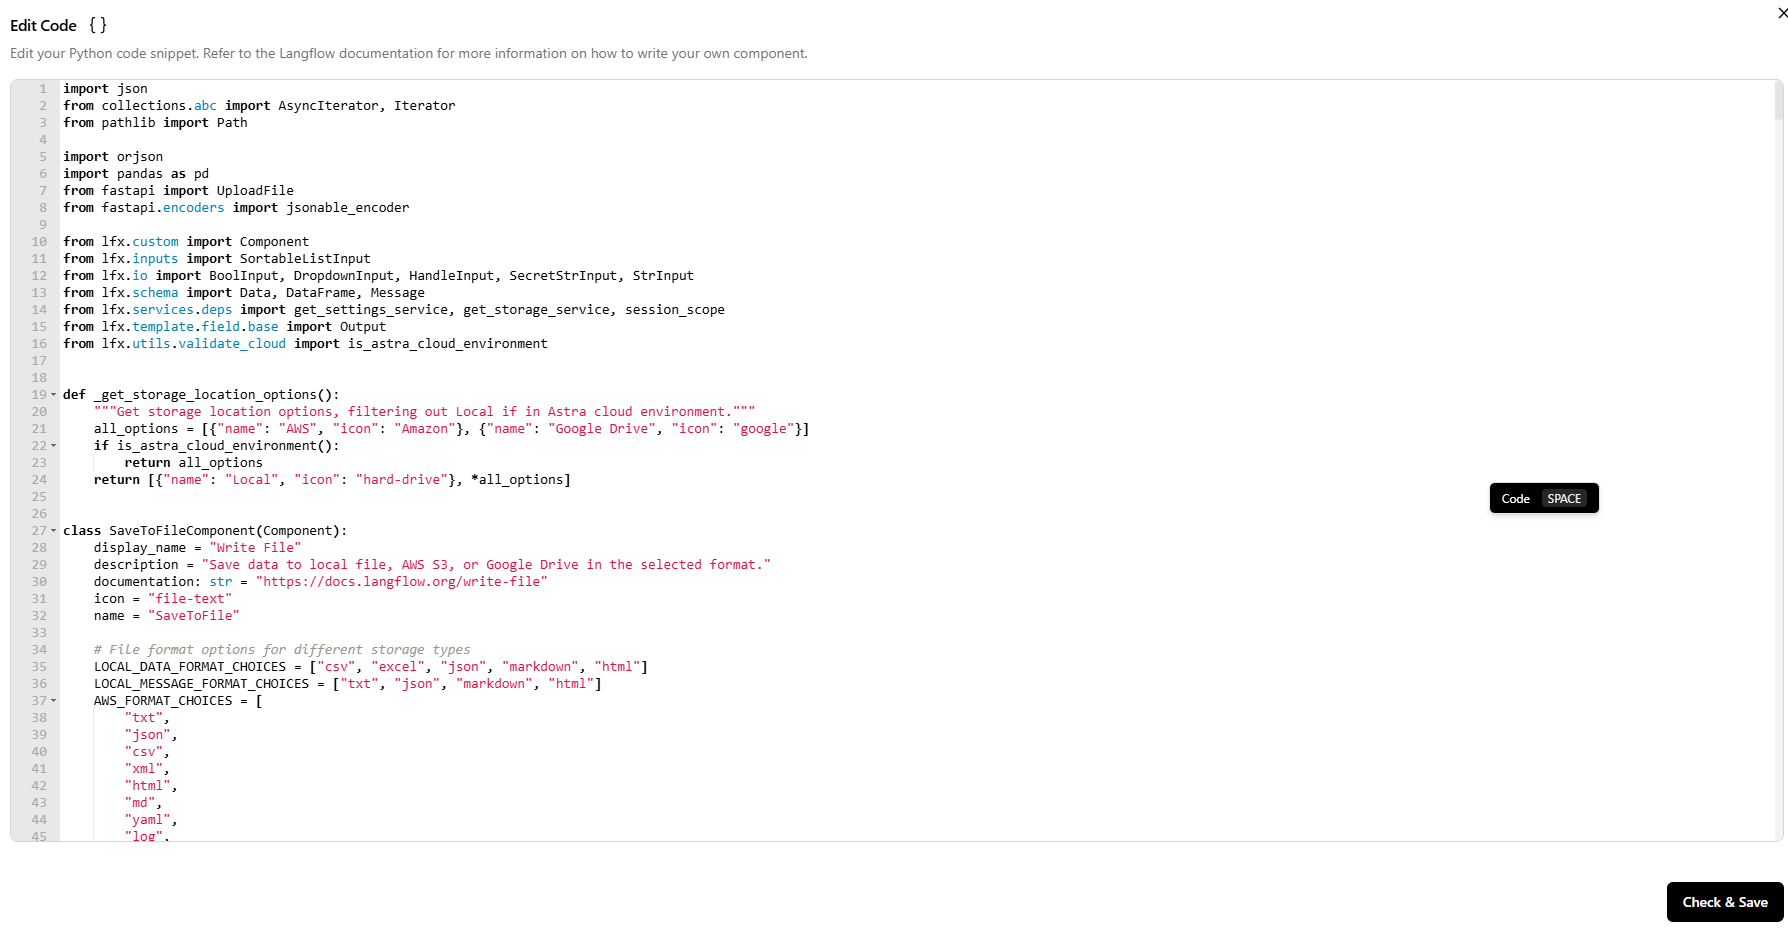 Edit Code { }
Edit your Python code snippet. Refer to the Langflow documentation for more information on how to write your own component.
1 import json
2 from collections.abc import AsyncIterator, Iterator
3 from pathlib import Path
4
5 import orjson
6 import pandas as pd
7 from fastapi import UploadFile
8 from fastapi.encoders import jsonable_encoder
9
10 from lfx.custom import Component
11 from lfx.inputs import SortableListInput
12 from lfx.io import BoolInput, DropdownInput, HandleInput, SecretStrInput, StrInput
13 from lfx.schema import Data, DataFrame, Message
14 from lfx.services.deps import get_settings_service, get_storage_service, session_scope
15 from lfx.template.field.base import Output
16 from lfx.utils.validate_cloud import is_astra_cloud_environment
17
18
19 def _get_storage_location_options():
20     """Get storage location options, filtering out Local if in Astra cloud environment."""
21     all_options = [{"name": "AWS", "icon": "Amazon"}, {"name": "Google Drive", "icon": "google"}]
22     if is_astra_cloud_environment():
23         return all_options
24     return [{"name": "Local", "icon": "hard-drive"}, *all_options]
25
Code SPACE
26
27 class SaveToFileComponent(Component):
28     display_name = "Write File"
29     description = "Save data to local file, AWS S3, or Google Drive in the selected format."
30     documentation: str = "https://docs.langflow.org/write-file"
31     icon = "file-text"
32     name = "SaveToFile"
33
34     # File format options for different storage types
35     LOCAL_DATA_FORMAT_CHOICES = ["csv", "excel", "json", "markdown", "html"]
36     LOCAL_MESSAGE_FORMAT_CHOICES = ["txt", "json", "markdown", "html"]
37     AWS_FORMAT_CHOICES = [
38         "txt",
39         "json",
40         "csv",
41         "xml",
42         "html",
43         "md",
44         "yaml",
45         "log",
Check & Save